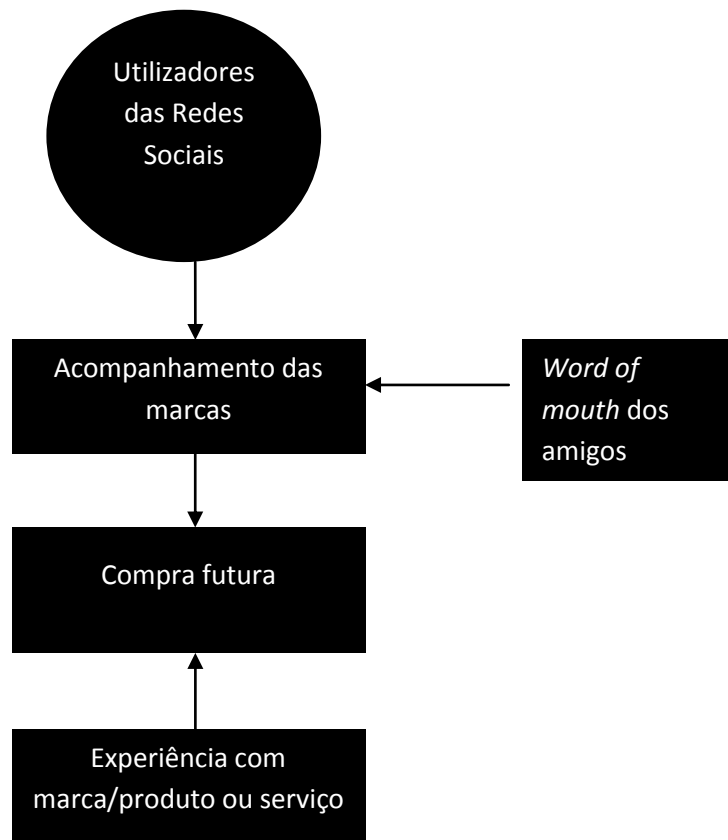 Utilizadores
das Redes
Sociais
Acompanhamento das
marcas
Word of
mouth dos
amigos
Compra futura
Experiência com
marca/produto ou serviço